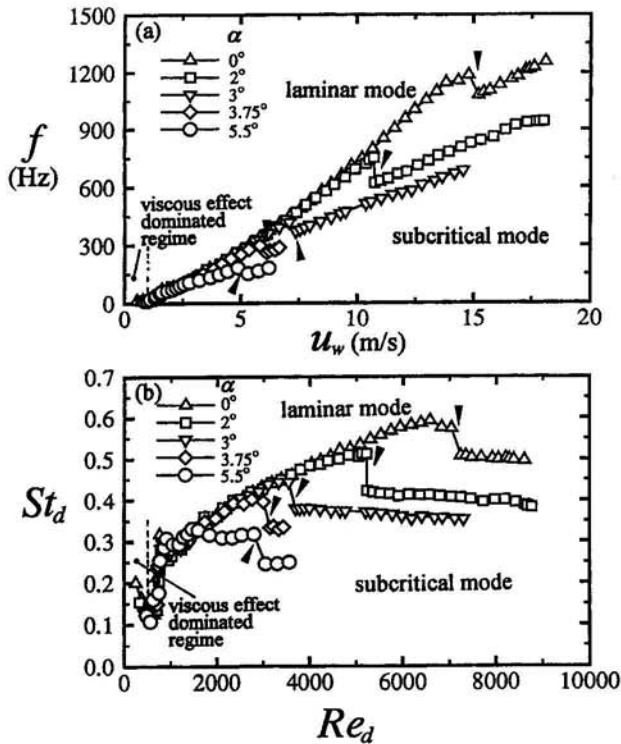 (a)
α
0°
2°
3°
3.75°
5.5°
laminar mode
subcritical mode
viscous effect
dominated
regime
f
(Hz)
1500
1200
900
600
300
0
0 5 10 15 20
u_w (m/s)
(b)
α
0°
2°
3°
3.75°
5.5°
laminar mode
subcritical mode
viscous effect
dominated
regime
St_d
0.7
0.6
0.5
0.4
0.3
0.2
0.1
0.0
0 2000 4000 6000 8000 10000
Re_d